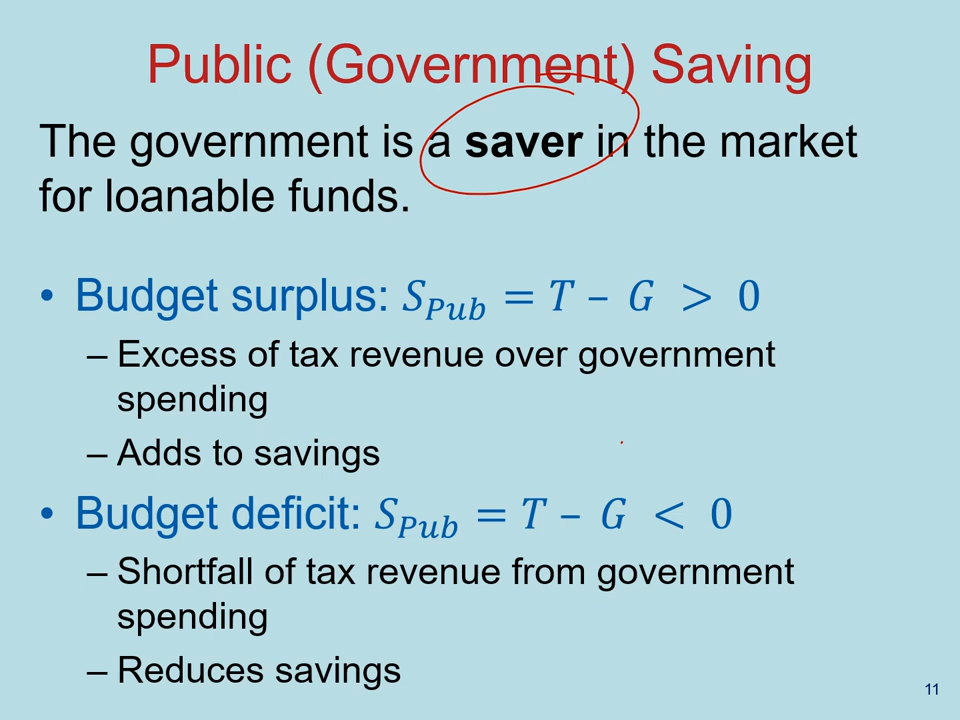 Public (Government) Saving
The government is a saver in the market
for loanable funds.
• Budget surplus: 𝑆𝑃𝑢𝑏 = 𝑇 – 𝐺 > 0
– Excess of tax revenue over government
spending
– Adds to savings
• Budget deficit: 𝑆𝑃𝑢𝑏 = 𝑇 – 𝐺 < 0
– Shortfall of tax revenue from government
spending
– Reduces savings
11